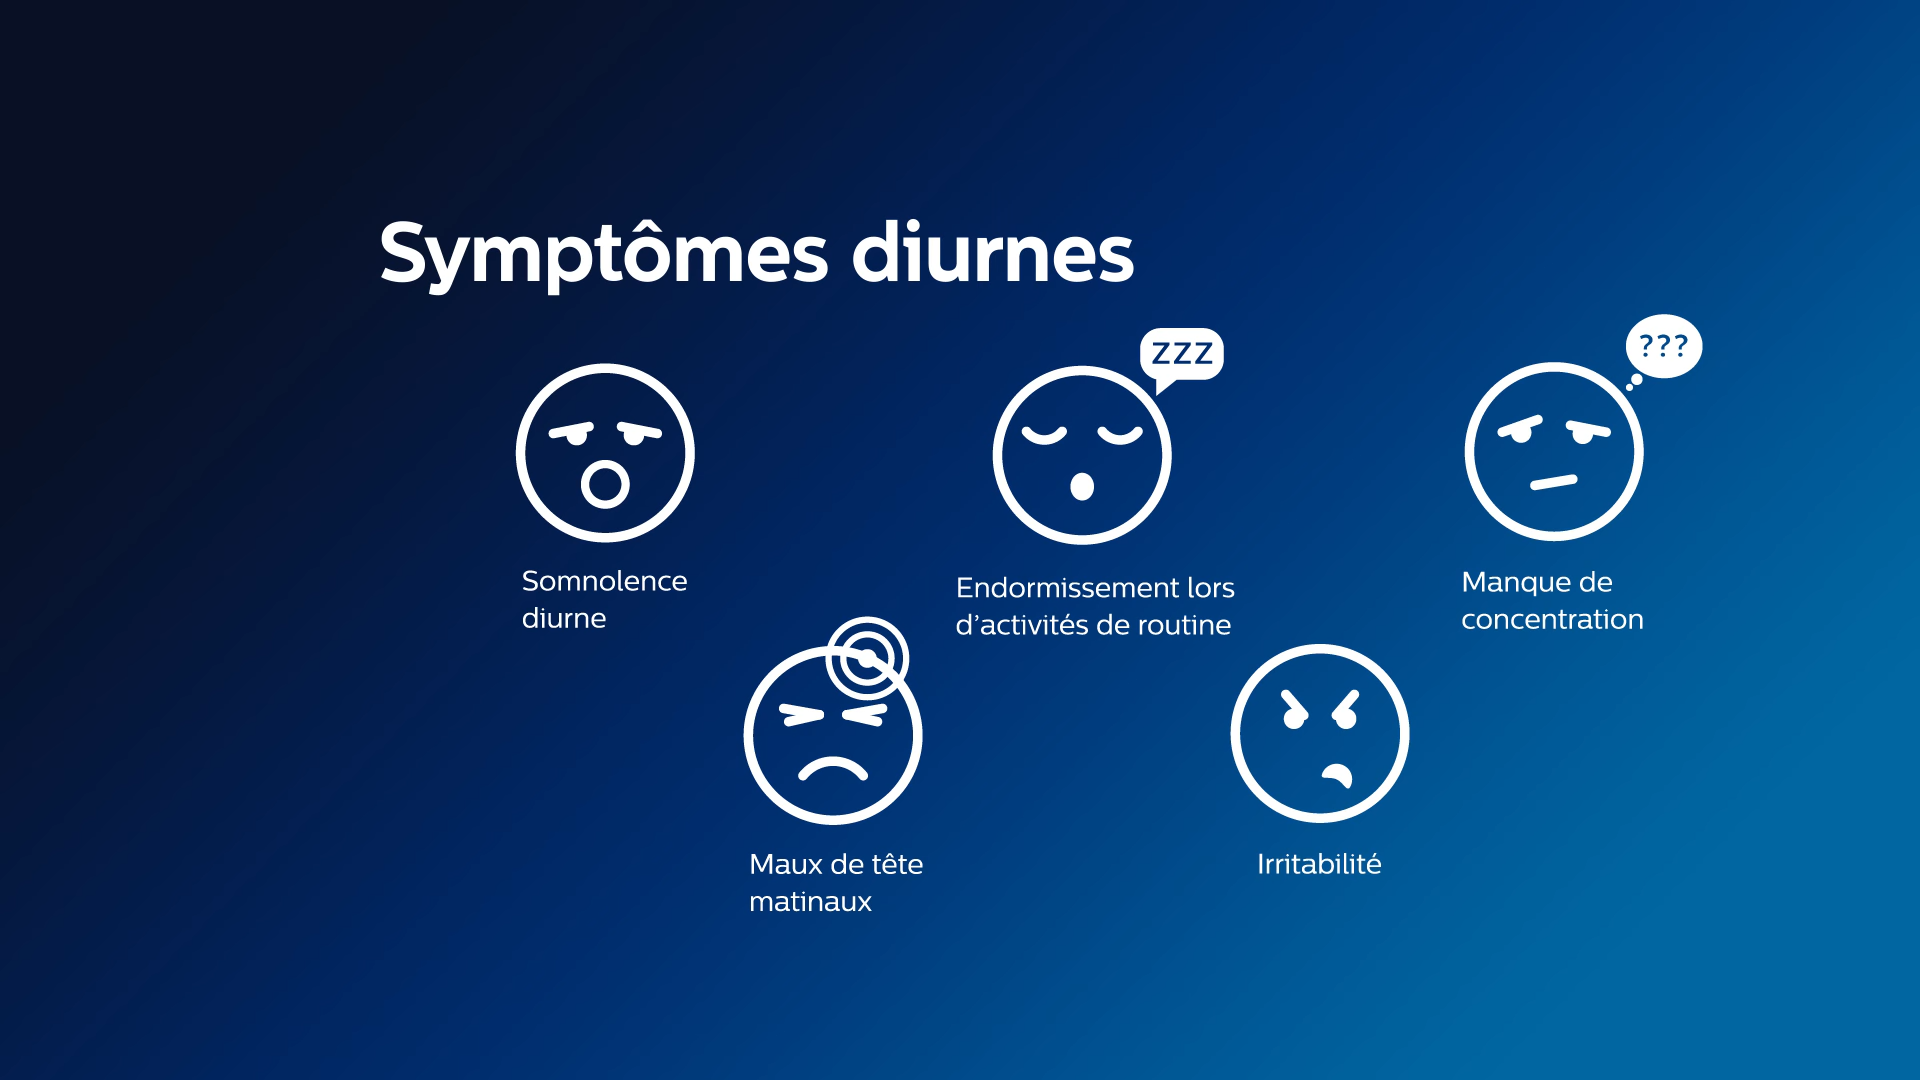 Symptômes diurnes
zzz
???
Somnolence
diurne
Endormissement lors
d’activités de routine
Manque de
concentration
Maux de tête
matinaux
Irritabilité